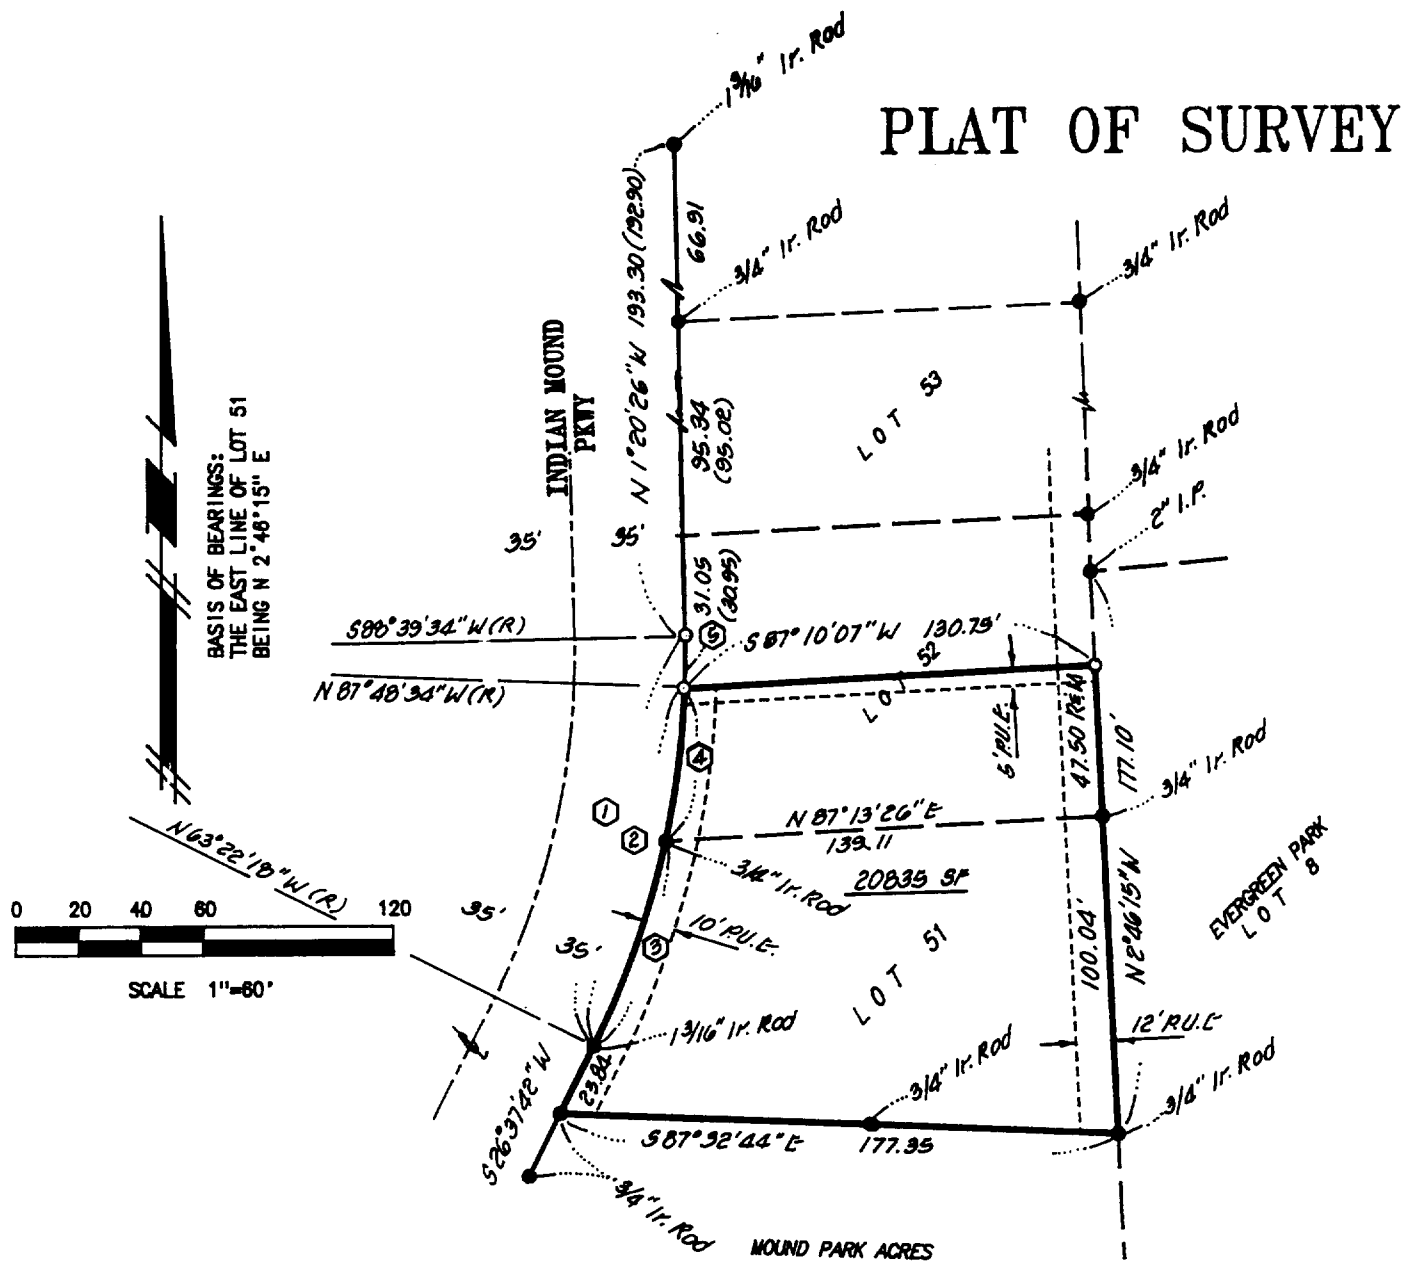 PLAT OF SURVEY
1 3/16" Ir. Rod
3/4" Ir. Rod
3/4" Ir. Rod
N 1°20'26" W 193.30 (192.90)
66.91
LOT 53
95.34
(95.02)
3/4" Ir. Rod
2" I.P.
INDIAN MOUND
PKWY
BASIS OF BEARINGS:
THE EAST LINE OF LOT 51
BEING N 2°46'15" E
35'
35'
31.05
(30.95)
5
S88°39'34" W (R)
N 87°48'34" W (R)
S 87°10'07" W 130.75'
LOT 52
5' P.U.E.
47.50 R&M
177.10'
4
1
2
3/4" Ir. Rod
N 87°13'26" E
139.11
3/4" Ir. Rod
20835 SF
N 63°22'18" W (R)
0 20 40 60 120
SCALE 1"=60'
35'
35'
3
10' P.U.E.
LOT 51
100.04'
N 2°46'15" W
EVERGREEN PARK
LOT 8
12' P.U.E
1 3/16" Ir. Rod
3/4" Ir. Rod
3/4" Ir. Rod
23.84
S 26°37'42" W
S 87°32'44" E 177.35
3/4" Ir. Rod
MOUND PARK ACRES